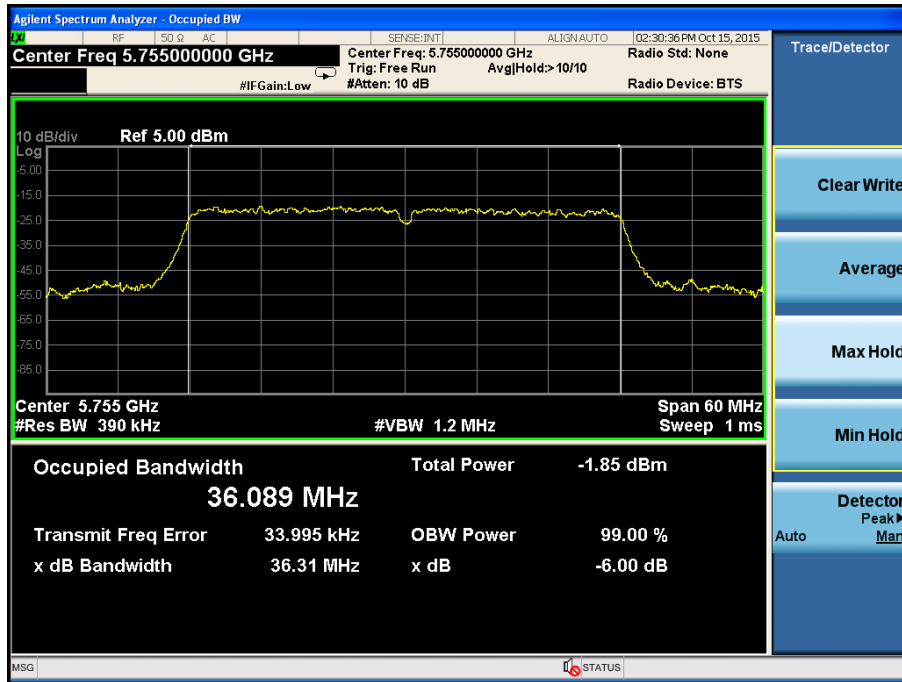 Agilent Spectrum Analyzer - Occupied BW
LXI RF 50 Ω AC SENSE:INT ALIGN AUTO 02:30:36 PM Oct 15, 2015
Center Freq 5.755000000 GHz
Center Freq: 5.755000000 GHz
Radio Std: None
Trig: Free Run Avg|Hold:>10/10
#IFGain:Low
#Atten: 10 dB
Radio Device: BTS
10 dB/div Ref 5.00 dBm
Log
-5.00
-15.0
-25.0
-35.0
-45.0
-55.0
-65.0
-75.0
-85.0
Center 5.755 GHz Span 60 MHz
#Res BW 390 kHz #VBW 1.2 MHz Sweep 1 ms
Occupied Bandwidth Total Power -1.85 dBm
36.089 MHz
Transmit Freq Error 33.995 kHz OBW Power 99.00 %
x dB Bandwidth 36.31 MHz x dB -6.00 dB
MSG STATUS
Trace/Detector
Clear Write
Average
Max Hold
Min Hold
Detector
Peak▶
Auto Man